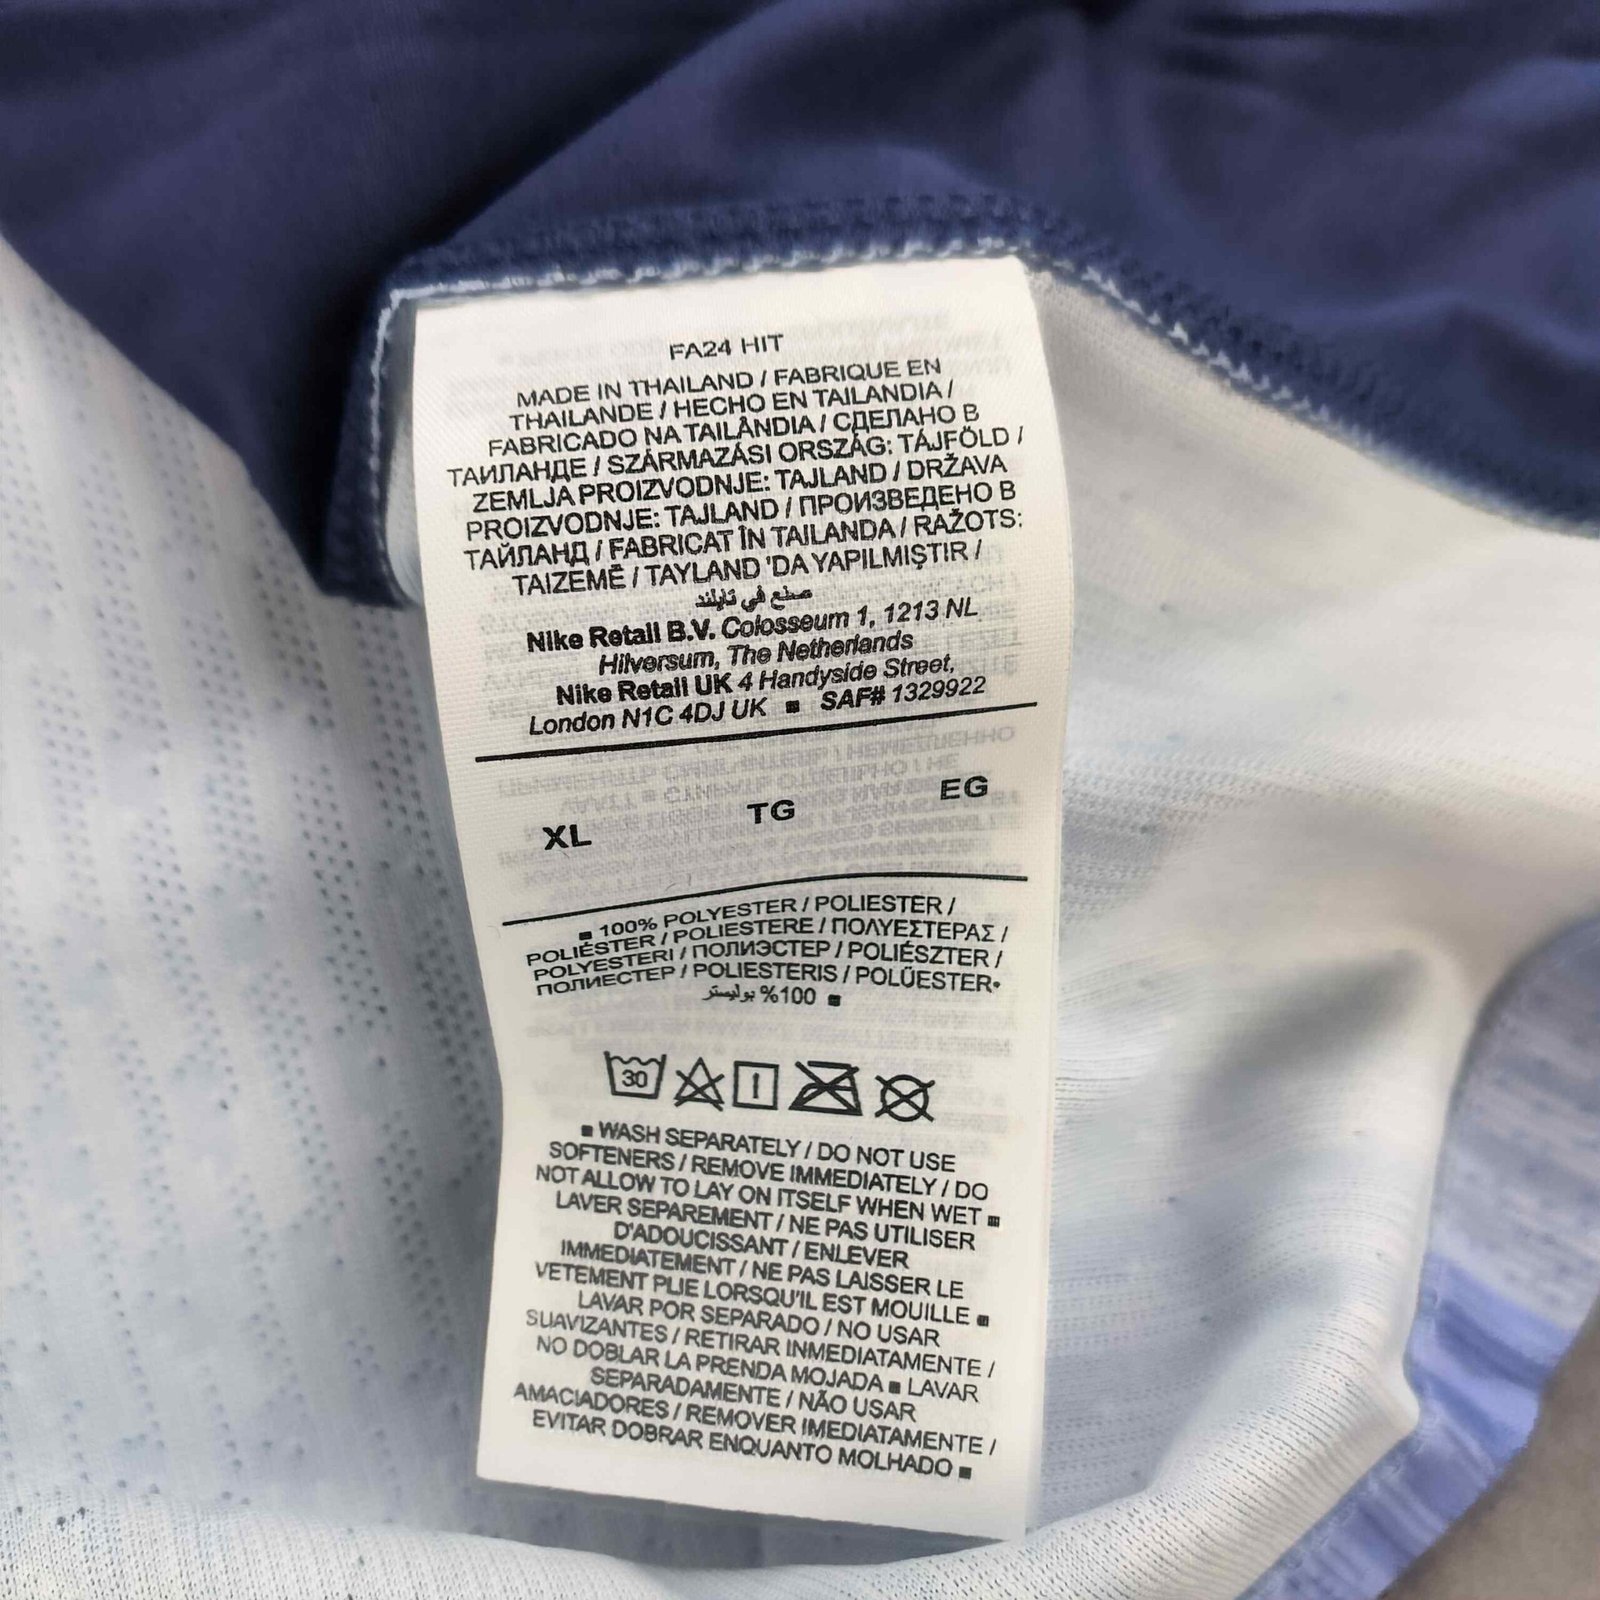 FA24 HIT
MADE IN THAILAND / FABRIQUE EN
THAILANDE / HECHO EN TAILANDIA /
FABRICADO NA TAILÂNDIA / СДЕЛАНО В
ТАИЛАНДЕ / SZÁRMAZÁSI ORSZÁG: TÁJFÖLD /
ZEMLJA PROIZVODNJE: TAJLAND / DRŽAVA
PROIZVODNJE: TAJLAND / ПРОИЗВЕДЕНО В
ТАЙЛАНД / FABRICAT ÎN TAILANDA / RAŽOTS:
TAIZEMĒ / TAYLAND 'DA YAPILMIŞTIR /
صنع في تايلند
Nike Retail B.V. Colosseum 1, 1213 NL
Hilversum, The Netherlands
Nike Retail UK 4 Handyside Street,
London N1C 4DJ UK ■ SAF# 1329922
XL TG EG
■ 100% POLYESTER / POLIESTER /
POLIÉSTER / POLIESTERE / ΠΟΛΥΕΣΤΕΡΑΣ /
POLYESTERI / ПОЛИЭСТЕР / POLIÉSZTER /
ПОЛИЕСТЕР / POLIESTERIS / POLÜESTER•
100% بوليستر ■
30
■ WASH SEPARATELY / DO NOT USE
SOFTENERS / REMOVE IMMEDIATELY / DO
NOT ALLOW TO LAY ON ITSELF WHEN WET ■
LAVER SEPAREMENT / NE PAS UTILISER
D'ADOUCISSANT / ENLEVER
IMMEDIATEMENT / NE PAS LAISSER LE
VETEMENT PLIE LORSQU'IL EST MOUILLE ■
LAVAR POR SEPARADO / NO USAR
SUAVIZANTES / RETIRAR INMEDIATAMENTE /
NO DOBLAR LA PRENDA MOJADA ■ LAVAR
SEPARADAMENTE / NÃO USAR
AMACIADORES / REMOVER IMEDIATAMENTE /
EVITAR DOBRAR ENQUANTO MOLHADO ■